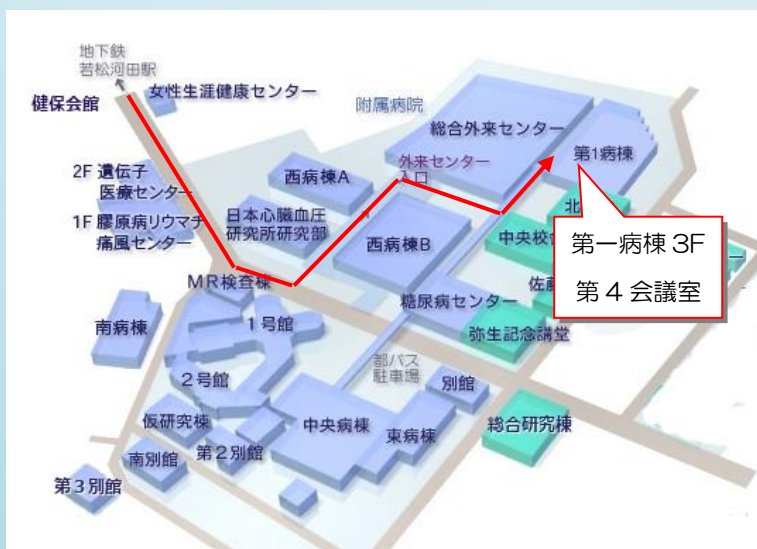 地下鉄
若松河田駅
健保会館
女性生涯健康センター
附属病院
総合外来センター
第1病棟
2F 遺伝子
医療センター
西病棟A
外来センター
入口
1F 膠原病リウマチ
痛風センター
日本心臓血圧
研究所研究部
西病棟B
北
中央校舎
第一病棟 3F
第 4 会議室
ー
佐藤
MR検査棟
糖尿病センター
南病棟
1号館
弥生記念講堂
都バス
駐車場
2号館
別館
仮研究棟
中央病棟
東病棟
総合研究棟
南別館
第2別館
第3別館